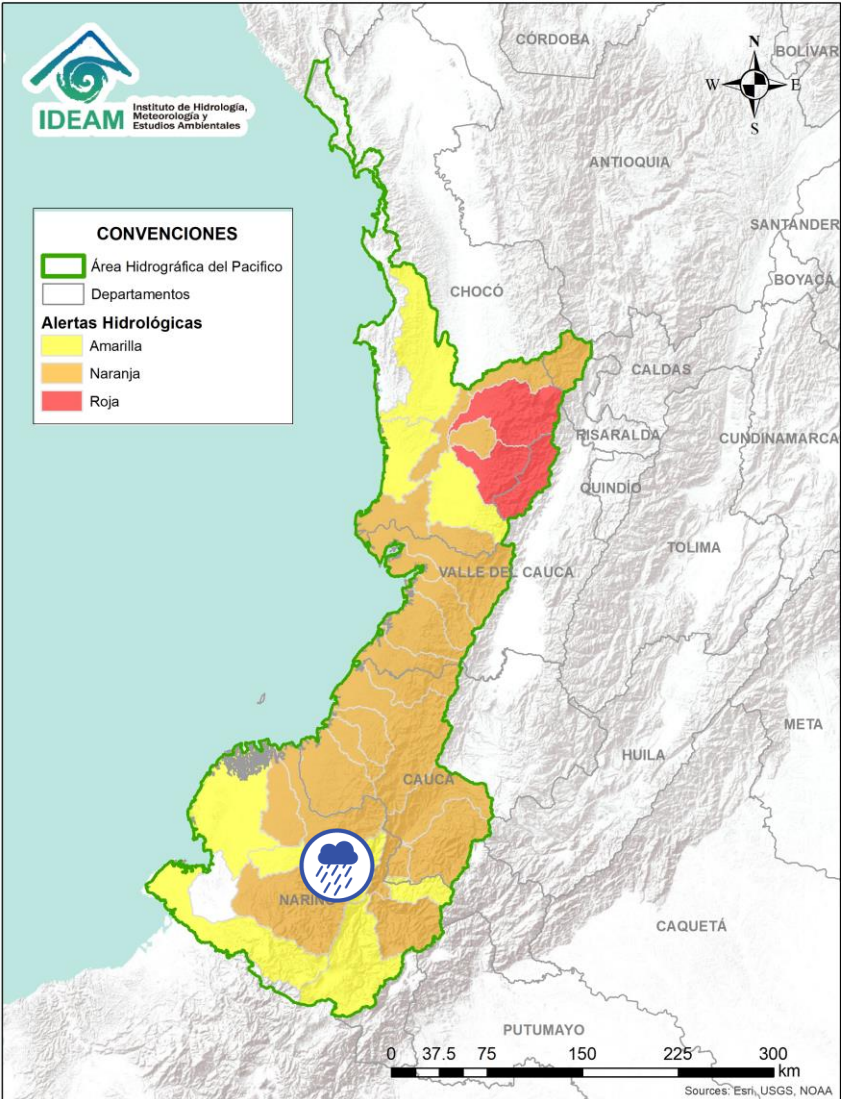 IDEAM
Instituto de Hidrología,
Meteorología y
Estudios Ambientales
CÓRDOBA
BOLÍVAR
N
W
E
S
ANTIOQUIA
SANTANDER
BOYACÁ
CONVENCIONES
Área Hidrográfica del Pacifico
Departamentos
Alertas Hidrológicas
Amarilla
Naranja
Roja
CHOCÓ
CALDAS
RISARALDA
CUNDINAMARCA
QUINDÍO
TOLIMA
VALLE DEL CAUCA
META
HUILA
CAUCA
NARIÑO
CAQUETÁ
PUTUMAYO
0 37.5 75 150 225 300
km
Sources: Esri, USGS, NOAA